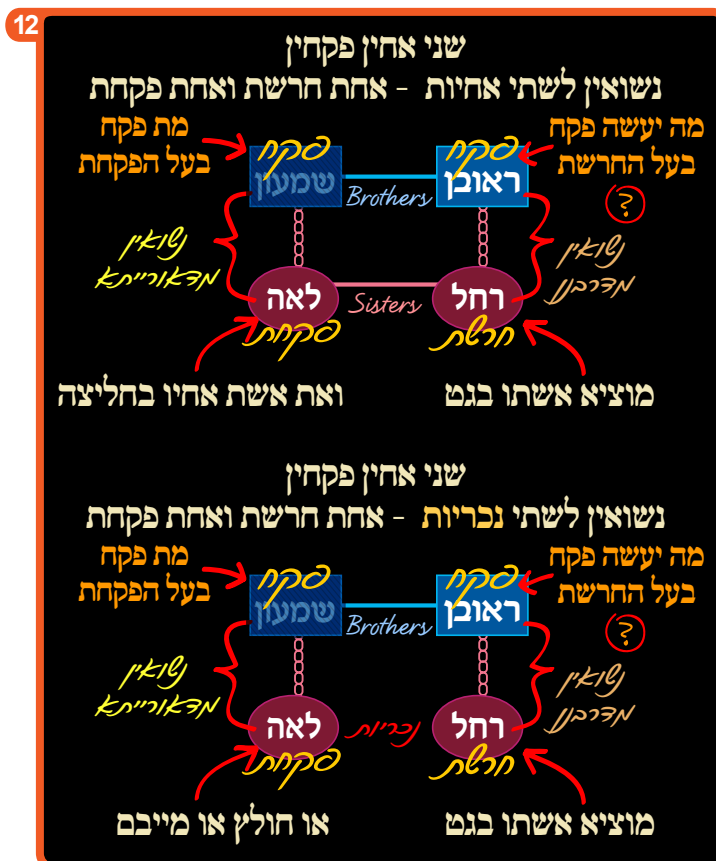 12
שני אחין פקחין
נשואין לשתי אחיות - אחת חרשת ואחת פקחת
מה יעשה פקח
בעל החרשת
?
מת פקח
בעל הפקחת
פקח
ראובן
פקח
שמעון
Brothers
נשואין
מדרבנן
נשואין
מדאורייתא
רחל
חרשת
Sisters
לאה
פקחת
מוציא אשתו בגט
ואת אשת אחיו בחליצה
שני אחין פקחין
נשואין לשתי נכריות - אחת חרשת ואחת פקחת
מה יעשה פקח
בעל החרשת
?
מת פקח
בעל הפקחת
פקח
ראובן
פקח
שמעון
Brothers
נשואין
מדרבנן
נשואין
מדאורייתא
רחל
חרשת
נכריות
לאה
פקחת
מוציא אשתו בגט
או חולץ או מייבם